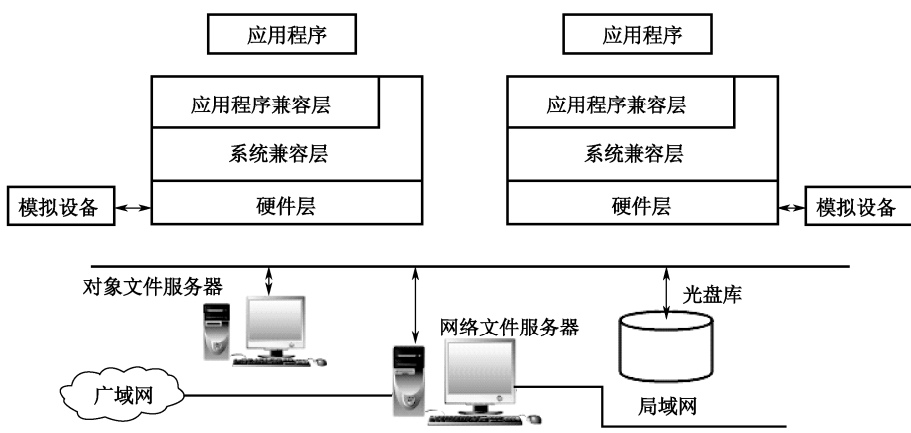 应用程序
应用程序
应用程序兼容层
应用程序兼容层
系统兼容层
系统兼容层
模拟设备
硬件层
硬件层
模拟设备
对象文件服务器
光盘库
网络文件服务器
广域网
局域网